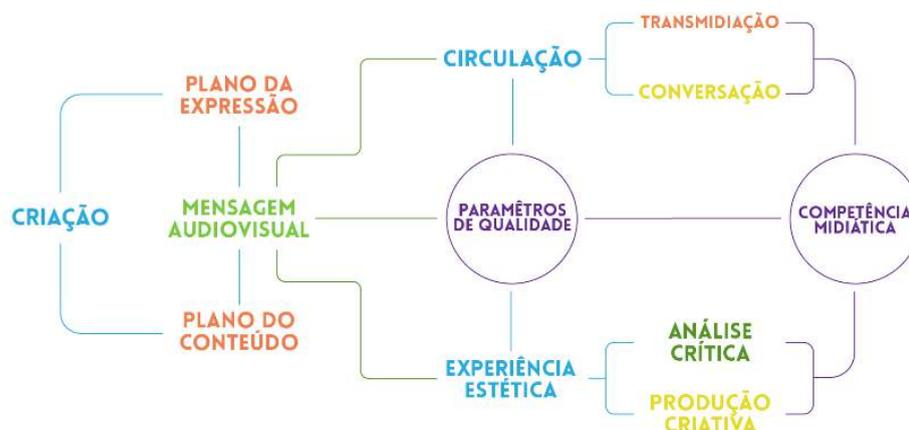 CRIAÇÃO
PLANO DA
EXPRESSÃO
MENSAGEM
AUDIOVISUAL
PLANO DO
CONTEÚDO
CIRCULAÇÃO
TRANSMIDIAÇÃO
CONVERSAÇÃO
PARAMÊTROS
DE QUALIDADE
COMPETÊNCIA
MIDIÁTICA
EXPERIÊNCIA
ESTÉTICA
ANÁLISE
CRÍTICA
PRODUÇÃO
CRIATIVA